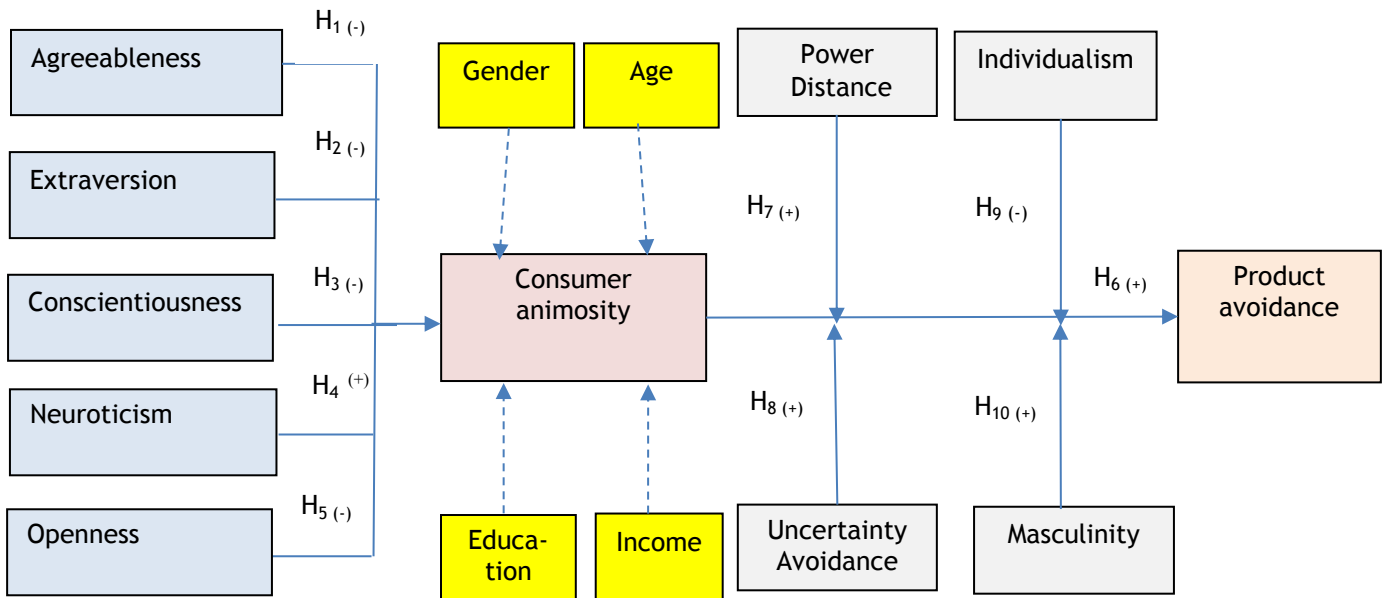 H₁ (-)
Agreeableness
H₂ (-)
Extraversion
H₃ (-)
Conscientiousness
H₄ (+)
Neuroticism
H₅ (-)
Openness
Gender
Age
Consumer
animosity
Educa-
tion
Income
Power
Distance
Individualism
H₇ (+)
H₉ (-)
H₆ (+)
H₈ (+)
H₁₀ (+)
Uncertainty
Avoidance
Masculinity
Product
avoidance